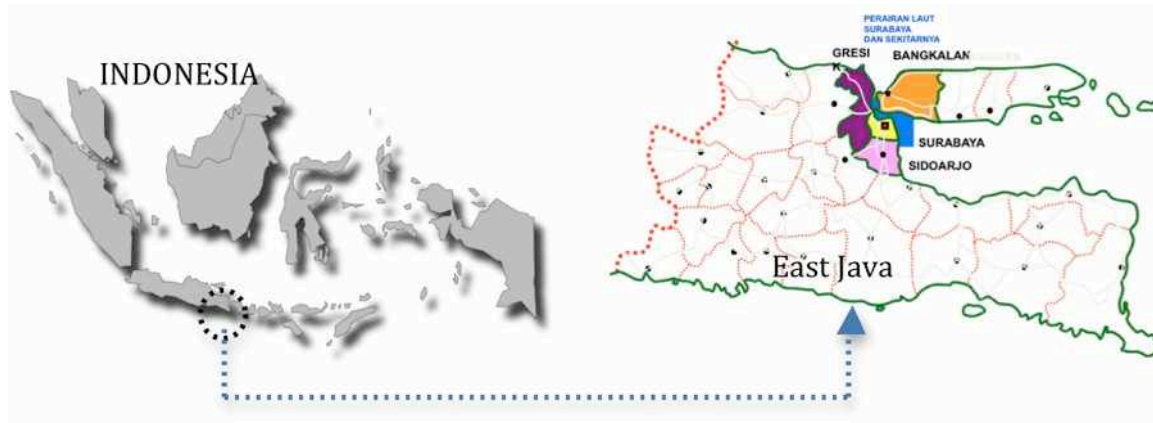 INDONESIA
PERAIRAN LAUT
SURABAYA
DAN SEKITARNYA
GRESI
K
BANGKALAN
SURABAYA
SIDOARJO
East Java